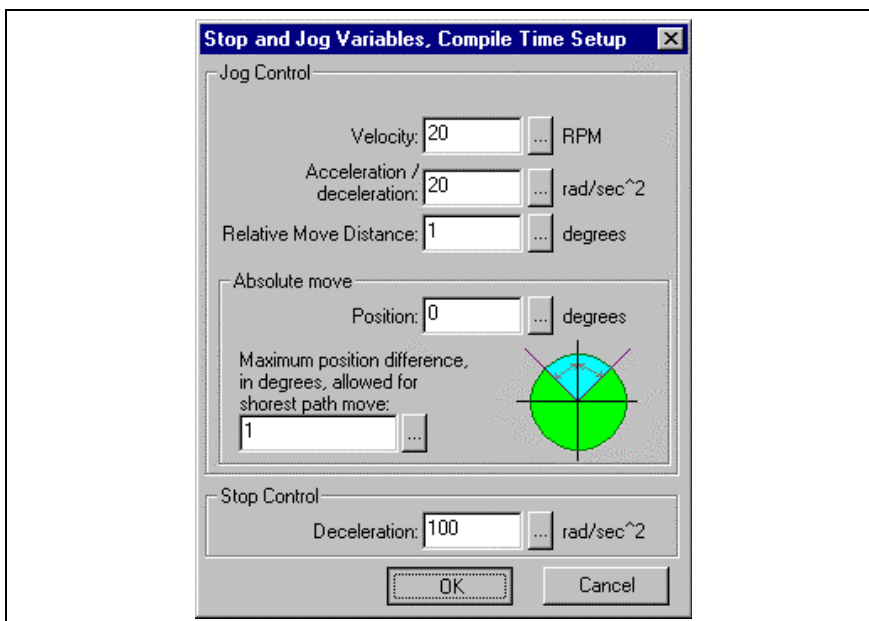 Stop and Jog Variables, Compile Time Setup
Jog Control
Velocity: 20 ... RPM
Acceleration /
deceleration: 20 ... rad/sec^2
Relative Move Distance: 1 ... degrees
Absolute move
Position: 0 ... degrees
Maximum position difference,
in degrees, allowed for
shorest path move:
1 ...
Stop Control
Deceleration: 100 ... rad/sec^2
OK Cancel